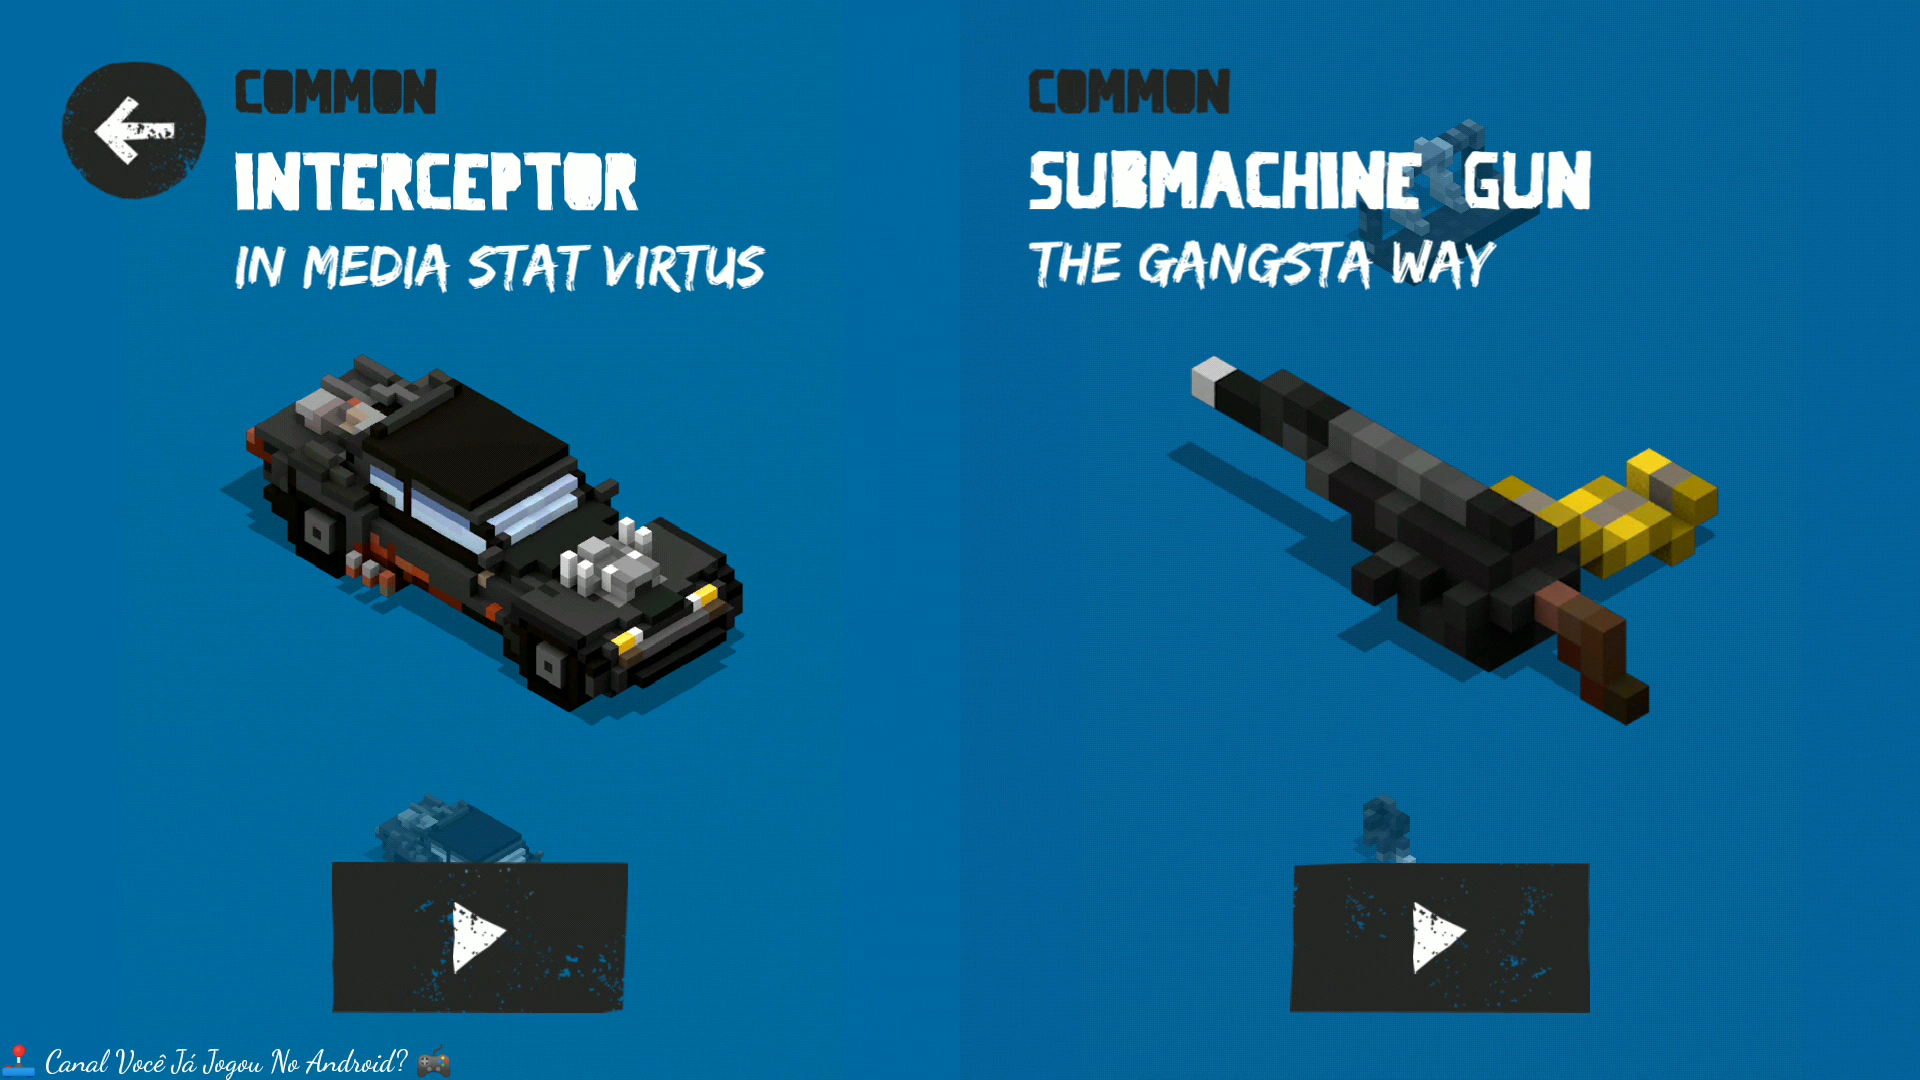 COMMON
INTERCEPTOR
IN MEDIA STAT VIRTUS
COMMON
SUBMACHINE GUN
THE GANGSTA WAY
Canal Você Já Jogou No Android?